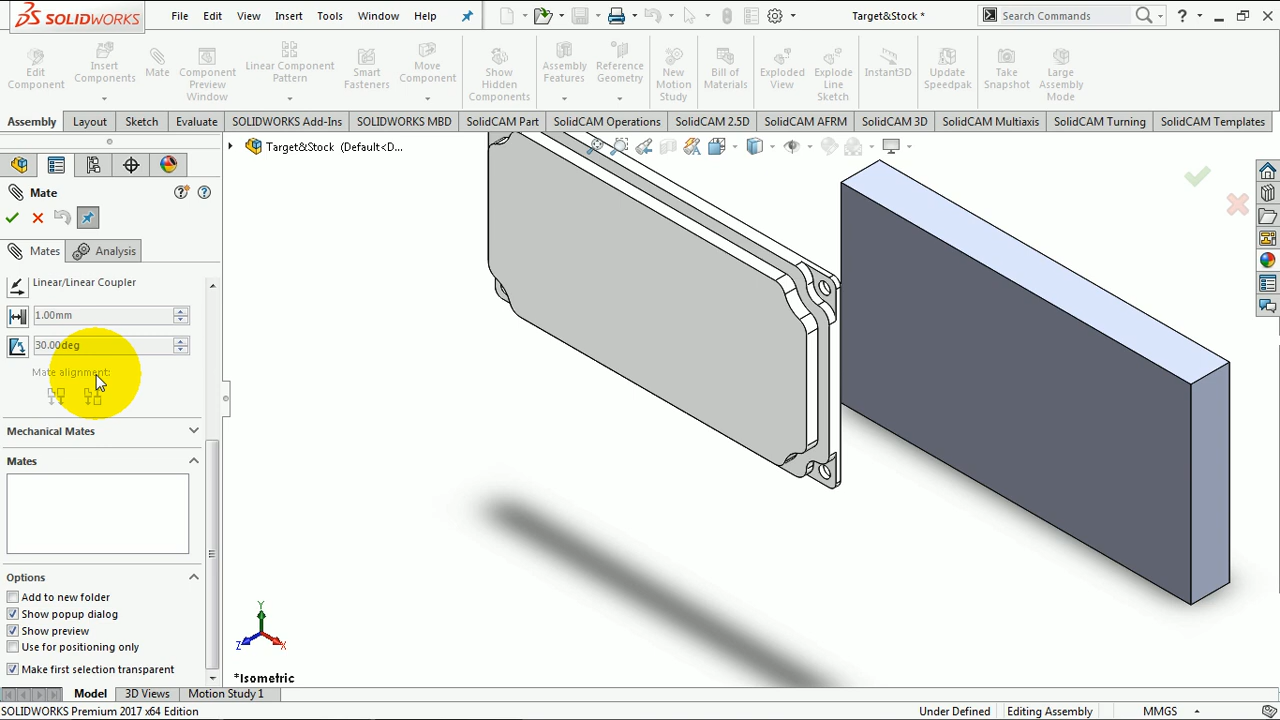 SOLIDWORKS
File Edit View Insert Tools Window Help
Target&Stock *
Search Commands
Edit Component
Insert Components
Mate
Component Preview Window
Linear Component Pattern
Smart Fasteners
Move Component
Show Hidden Components
Assembly Features
Reference Geometry
New Motion Study
Bill of Materials
Exploded View
Explode Line Sketch
Instant3D
Update Speedpak
Take Snapshot
Large Assembly Mode
Assembly Layout Sketch Evaluate SOLIDWORKS Add-Ins SOLIDWORKS MBD SolidCAM Part SolidCAM Operations SolidCAM 2.5D SolidCAM AFRM SolidCAM 3D SolidCAM Multiaxis SolidCAM Turning SolidCAM Templates
Target&Stock (Default<D...
Mate
Mates Analysis
Linear/Linear Coupler
1.00mm
30.00deg
Mate alignment:
Mechanical Mates
Mates
Options
Add to new folder
Show popup dialog
Show preview
Use for positioning only
Make first selection transparent
Y
Z X
*Isometric
Model 3D Views Motion Study 1
SOLIDWORKS Premium 2017 x64 Edition
Under Defined Editing Assembly MMGS